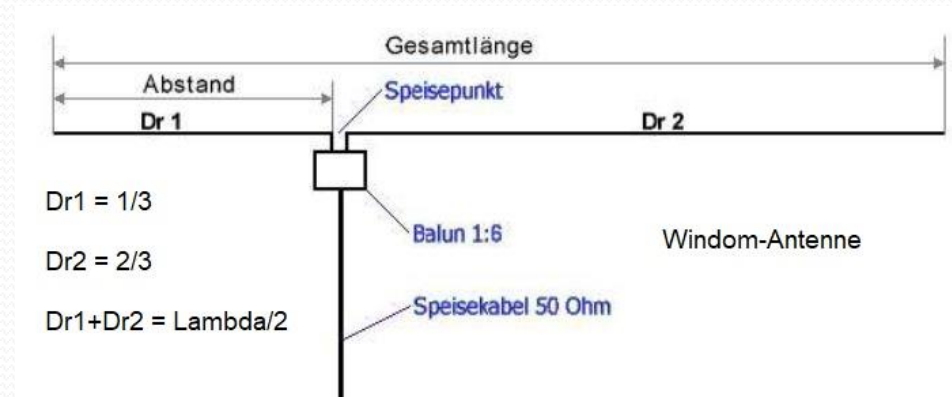 Gesamtlänge
Abstand
Speisepunkt
Dr 1
Dr 2
Dr1 = 1/3
Balun 1:6
Windom-Antenne
Dr2 = 2/3
Speisekabel 50 Ohm
Dr1+Dr2 = Lambda/2